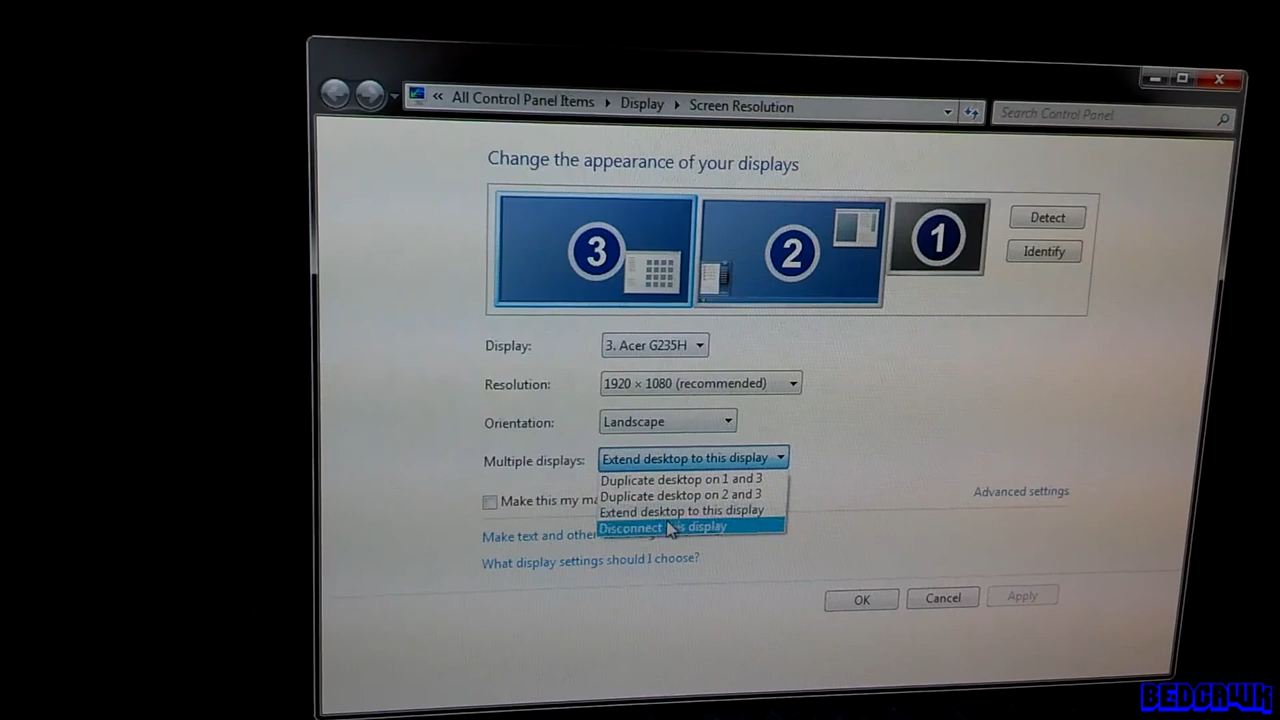 « All Control Panel Items ▸ Display ▸ Screen Resolution
Search Control Panel
Change the appearance of your displays
3
2
1
Detect
Identify
Display: 3. Acer G235H
Resolution: 1920 × 1080 (recommended)
Orientation: Landscape
Multiple displays: Extend desktop to this display
Duplicate desktop on 1 and 3
Duplicate desktop on 2 and 3
Extend desktop to this display
Disconnect this display
Make this my
Advanced settings
Make text and other
What display settings should I choose?
OK
Cancel
Apply
BEDGAWK